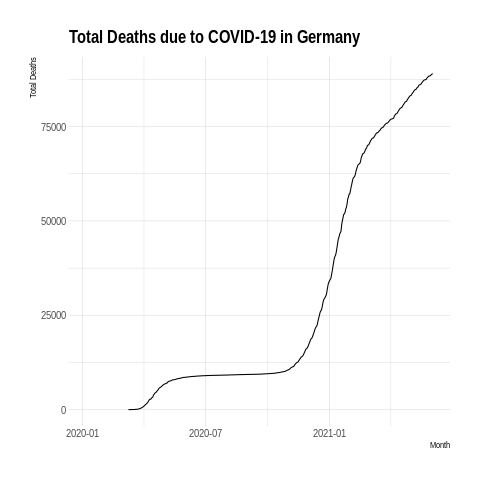 Total Deaths due to COVID-19 in Germany
Total Deaths
75000
50000
25000
0
2020-01
2020-07
2021-01
Month